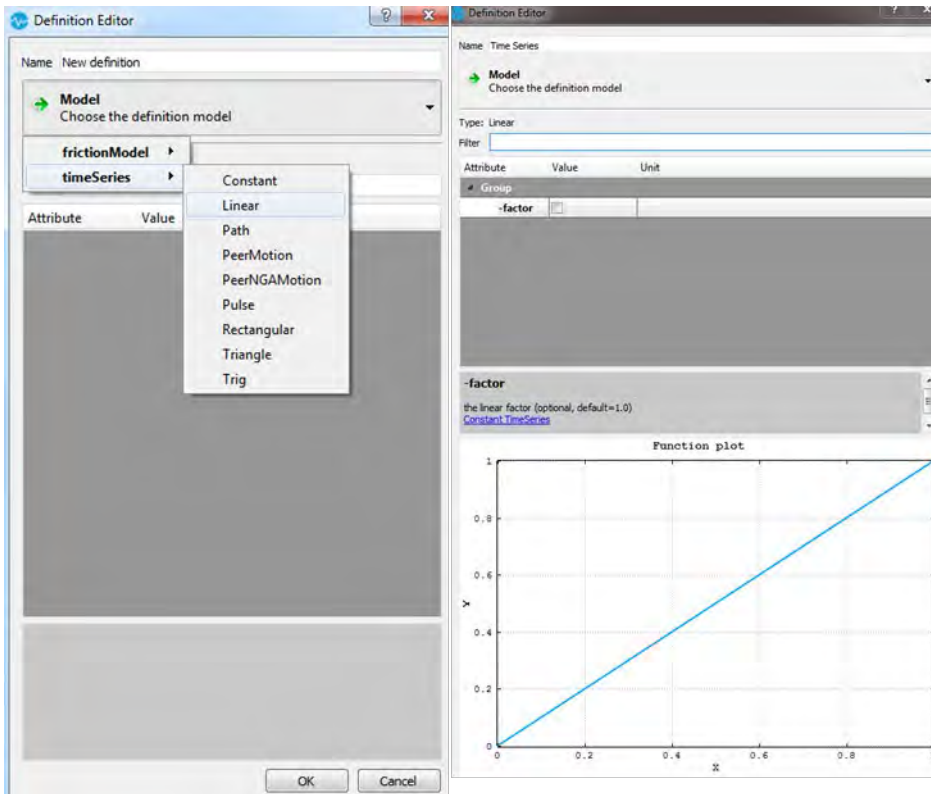 Definition Editor
Name New definition
Model
Choose the definition model
frictionModel
timeSeries
Constant
Linear
Path
PeerMotion
PeerNGAMotion
Pulse
Rectangular
Triangle
Trig
Attribute Value
OK Cancel
Definition Editor
Name Time Series
Model
Choose the definition model
Type: Linear
Filter
Attribute Value Unit
Group
-factor
-factor
the linear factor (optional, default=1.0)
Constant TimeSeries
Function plot
1
0.8
0.6
Y
0.4
0.2
0
0 0.2 0.4 0.6 0.8
X